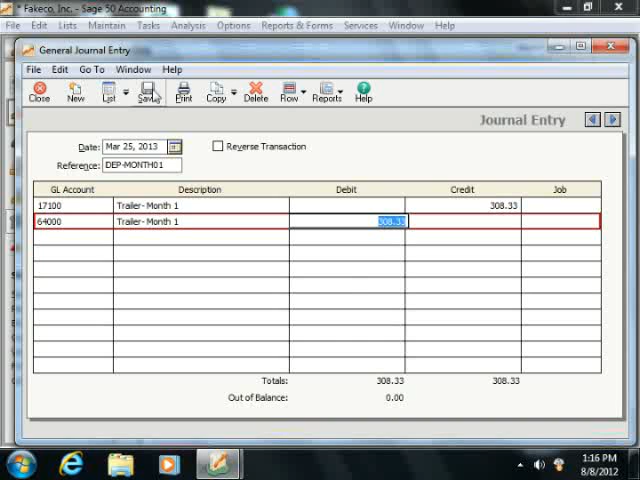 * Fakeco, Inc. - Sage 50 Accounting
File Edit Lists Maintain Tasks Analysis Options Reports & Forms Services Window Help
General Journal Entry
File Edit Go To Window Help
Close New List Save Print Copy Delete Row Reports Help
Journal Entry
Date: Mar 25, 2013 Reverse Transaction
Reference: DEP-MONTH01
GL Account Description Debit Credit Job
17100 Trailer- Month 1 308.33
64000 Trailer- Month 1 308.33
Totals: 308.33 308.33
Out of Balance: 0.00
1:16 PM
8/8/2012